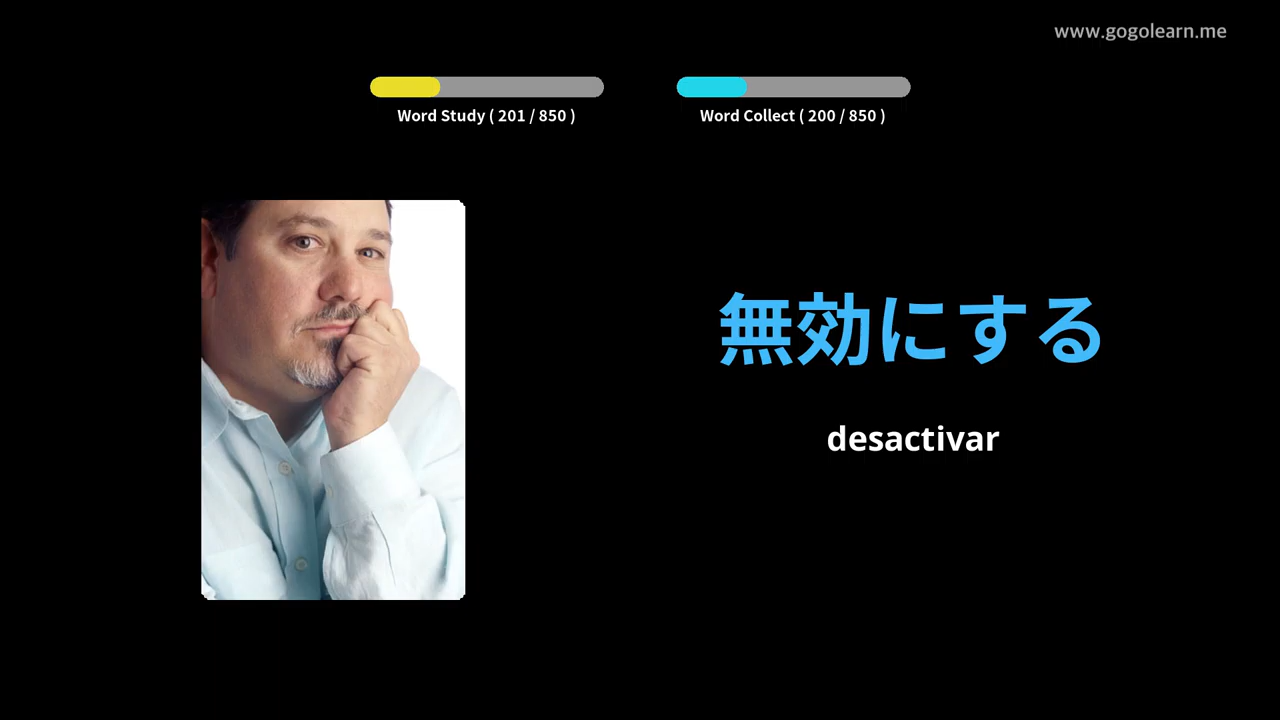 www.gogolearn.me
Word Study ( 201 / 850 )
Word Collect ( 200 / 850 )
無効にする
desactivar